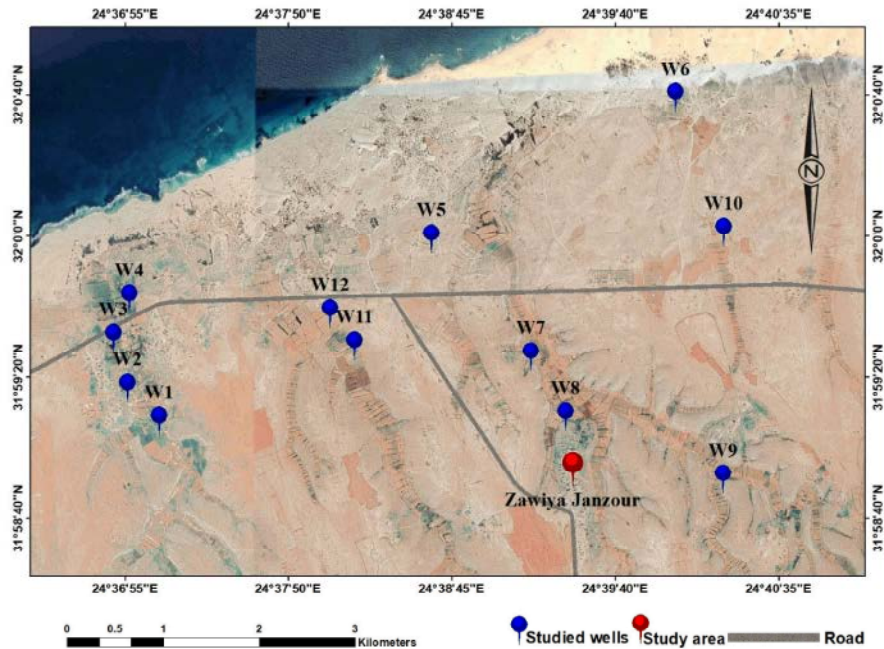 24°36'55"E 24°37'50"E 24°38'45"E 24°39'40"E 24°40'35"E
32°0'40"N 32°0'40"N
W6
W5
W10
32°0'0"N 32°0'0"N
W4
W12
W3
W11
W7
31°59'20"N 31°59'20"N
W2
W1
W8
W9
Zawiya Janzour
31°58'40"N 31°58'40"N
N
24°36'55"E 24°37'50"E 24°38'45"E 24°39'40"E 24°40'35"E
0 0.5 1 2 3
Kilometers
Studied wells Study area Road